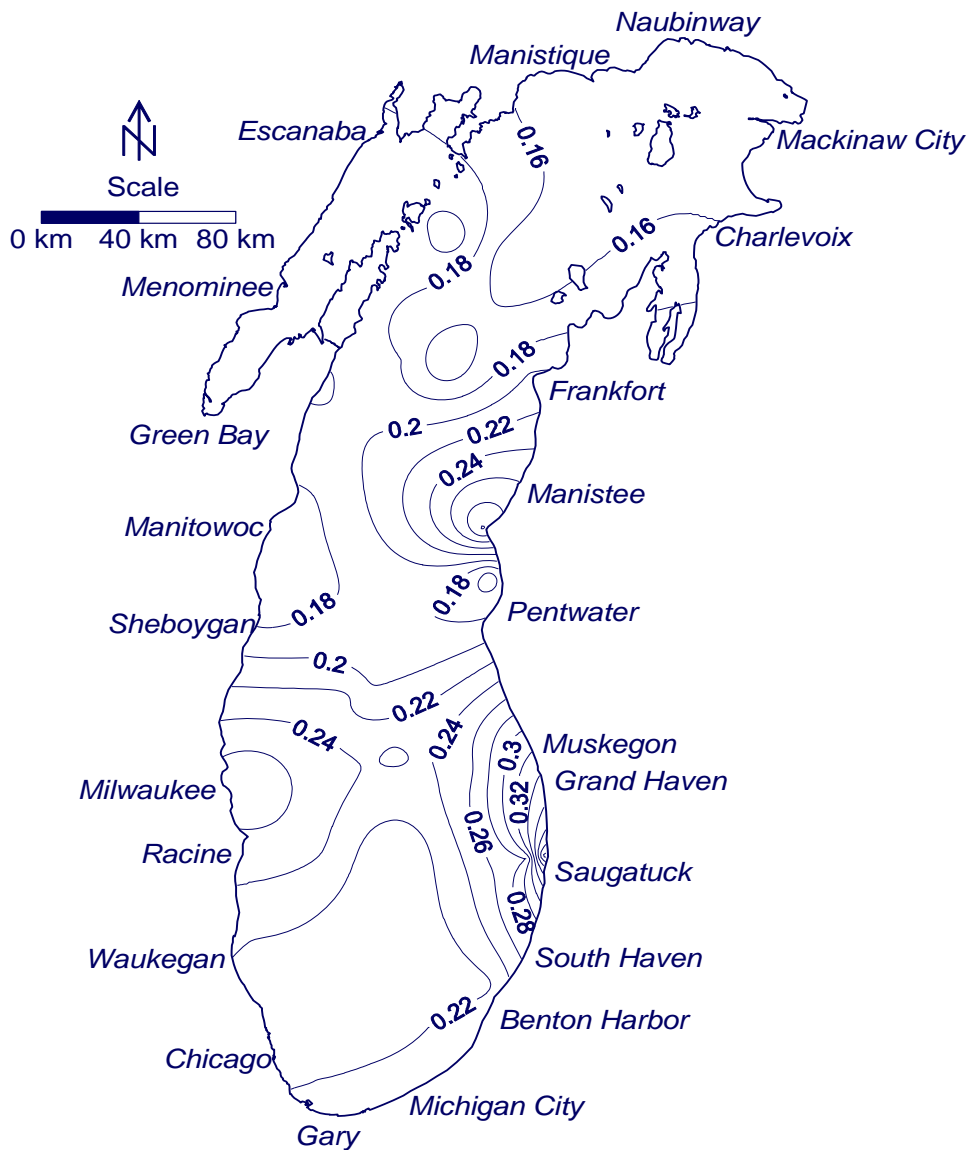 Naubinway
Manistique
Escanaba
0.16
Mackinaw City
N
Scale
0 km 40 km 80 km
0.16
Charlevoix
0.18
Menominee
0.18
Frankfort
0.2
0.22
Green Bay
0.24
Manistee
Manitowoc
0.18
0.18
Pentwater
Sheboygan
0.2
0.22
0.24
0.24
0.3
Muskegon
Grand Haven
Milwaukee
0.32
0.26
Racine
Saugatuck
0.28
Waukegan
South Haven
0.22
Benton Harbor
Chicago
Michigan City
Gary